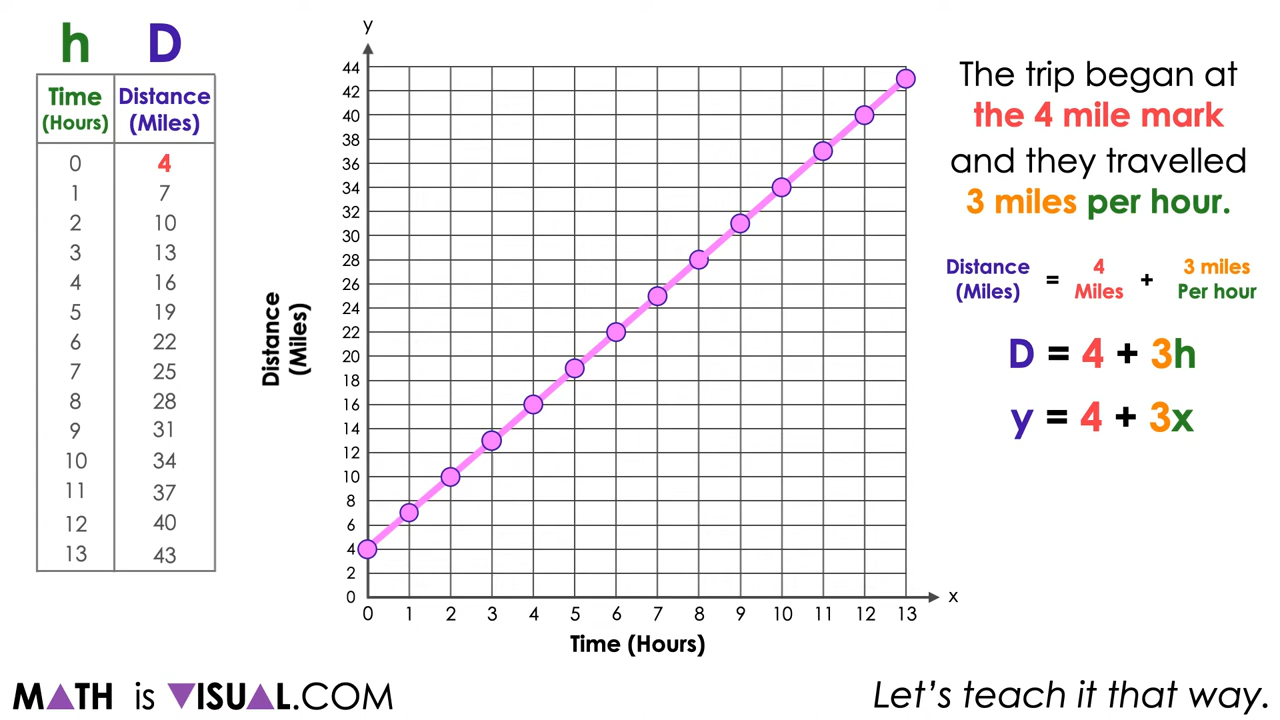 h D
Time (Hours) Distance (Miles)
0 4
1 7
2 10
3 13
4 16
5 19
6 22
7 25
8 28
9 31
10 34
11 37
12 40
13 43
y
44
42
40
38
36
34
32
30
28
26
24
22
20
18
16
14
12
10
8
6
4
2
0
Distance
(Miles)
0 1 2 3 4 5 6 7 8 9 10 11 12 13
x
Time (Hours)
The trip began at
the 4 mile mark
and they travelled
3 miles per hour.
Distance (Miles) = 4 Miles + 3 miles Per hour
D = 4 + 3h
y = 4 + 3x
MATH is VISUAL.COM
Let's teach it that way.